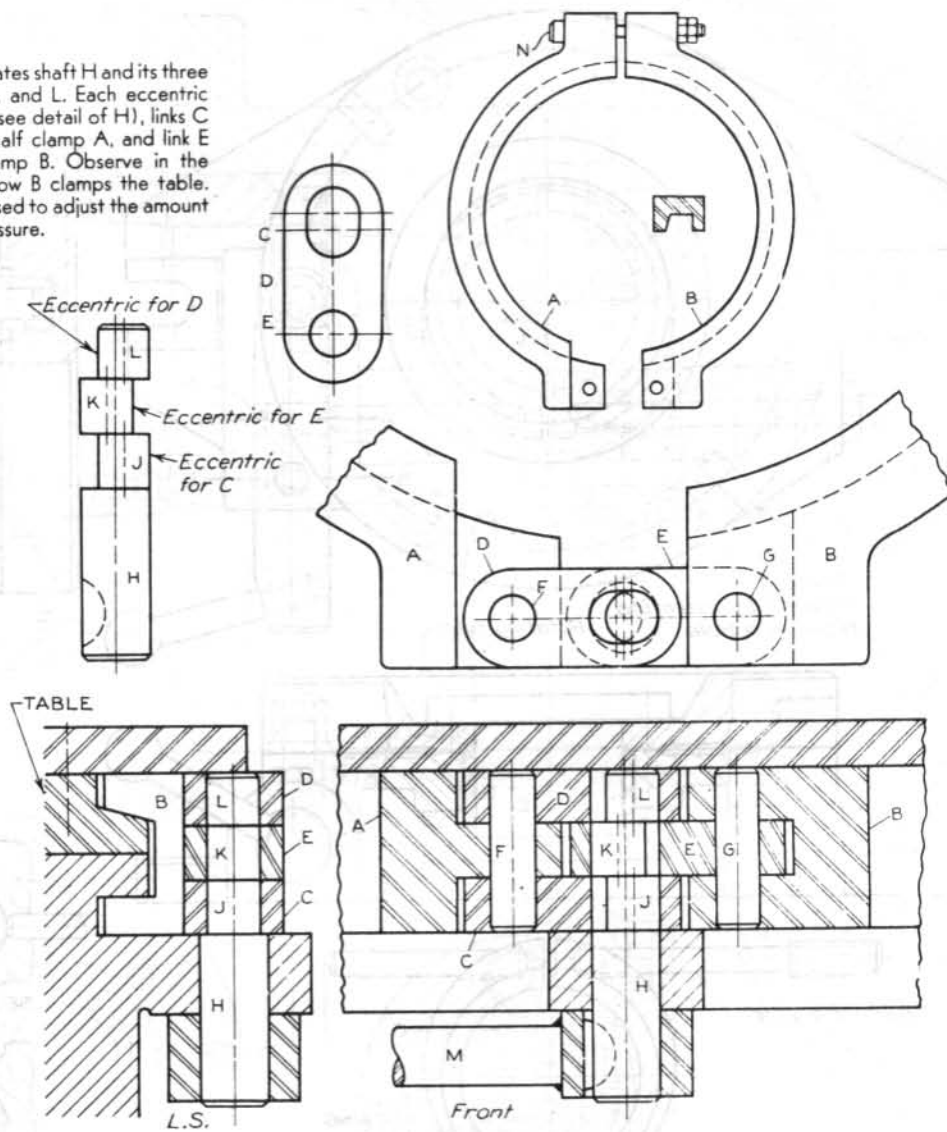 ates shaft H and its three
and L. Each eccentric
see detail of H), links C
alf clamp A, and link E
mp B. Observe in the
ow B clamps the table.
sed to adjust the amount
ssure.
N
C
D
E
A
B
Eccentric for D
L
K
Eccentric for E
J
Eccentric
for C
H
A
D
F
E
G
B
TABLE
B
L
D
K
E
J
C
H
L.S.
A
D
L
B
F
K
E
G
J
C
H
M
Front